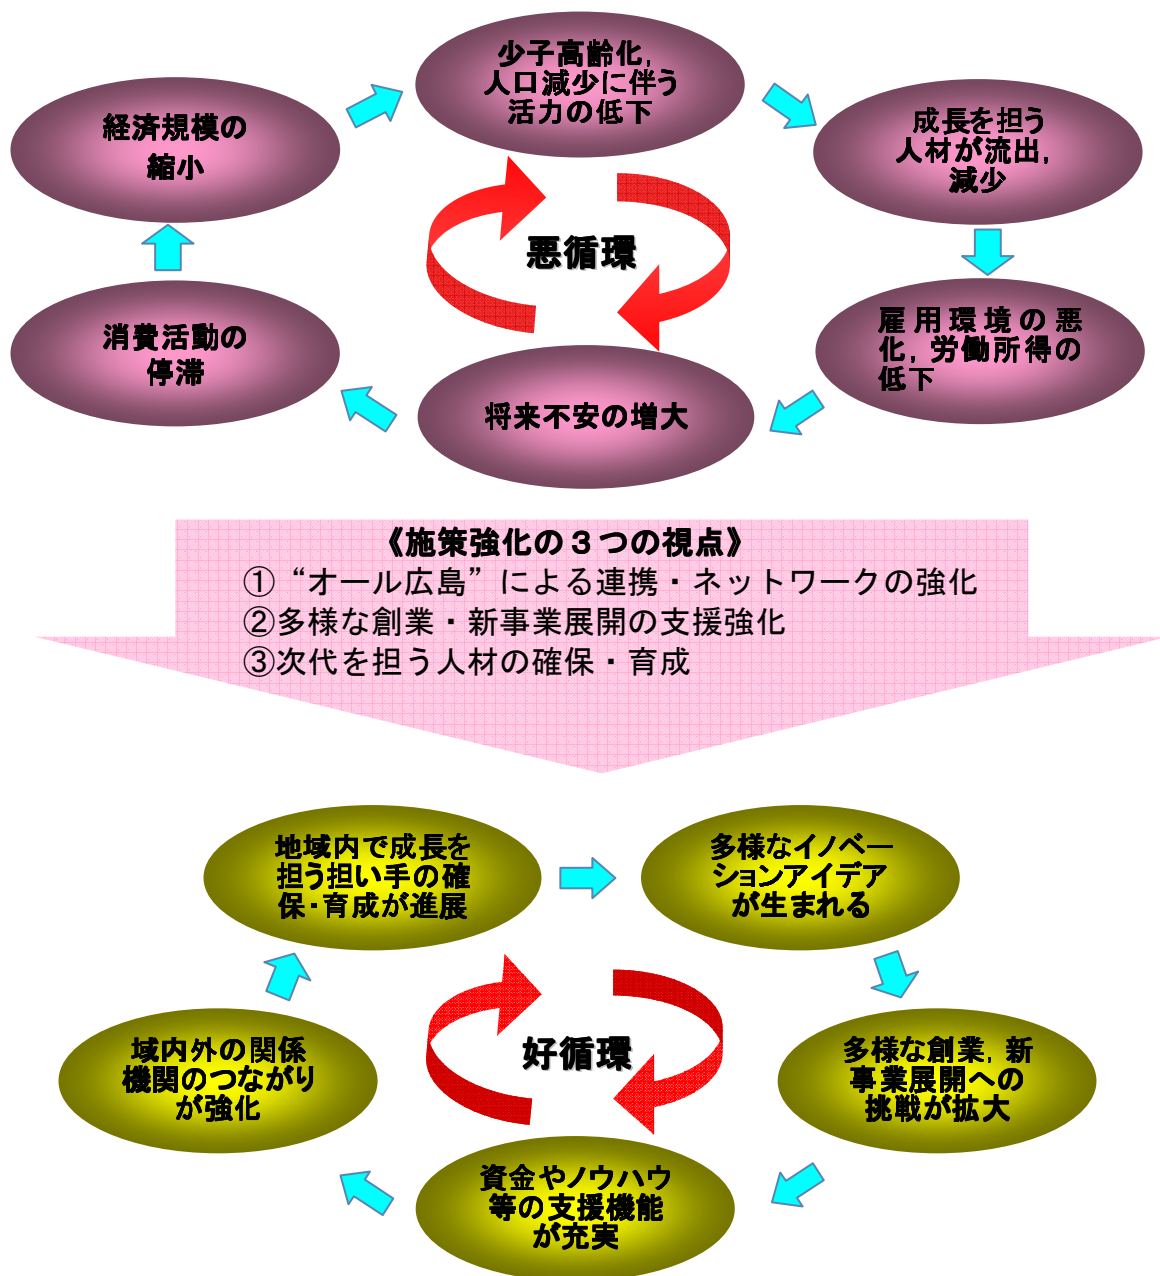 少子高齢化,
人口減少に伴う
活力の低下
成長を担う
人材が流出,
減少
雇用環境の悪
化,労働所得の
低下
将来不安の増大
消費活動の
停滞
経済規模の
縮小
悪循環
《施策強化の3つの視点》
①“オール広島”による連携・ネットワークの強化
②多様な創業・新事業展開の支援強化
③次代を担う人材の確保・育成
地域内で成長を
担う担い手の確
保・育成が進展
多様なイノベー
ションアイデア
が生まれる
多様な創業,新
事業展開への
挑戦が拡大
資金やノウハウ
等の支援機能
が充実
域内外の関係
機関のつながり
が強化
好循環